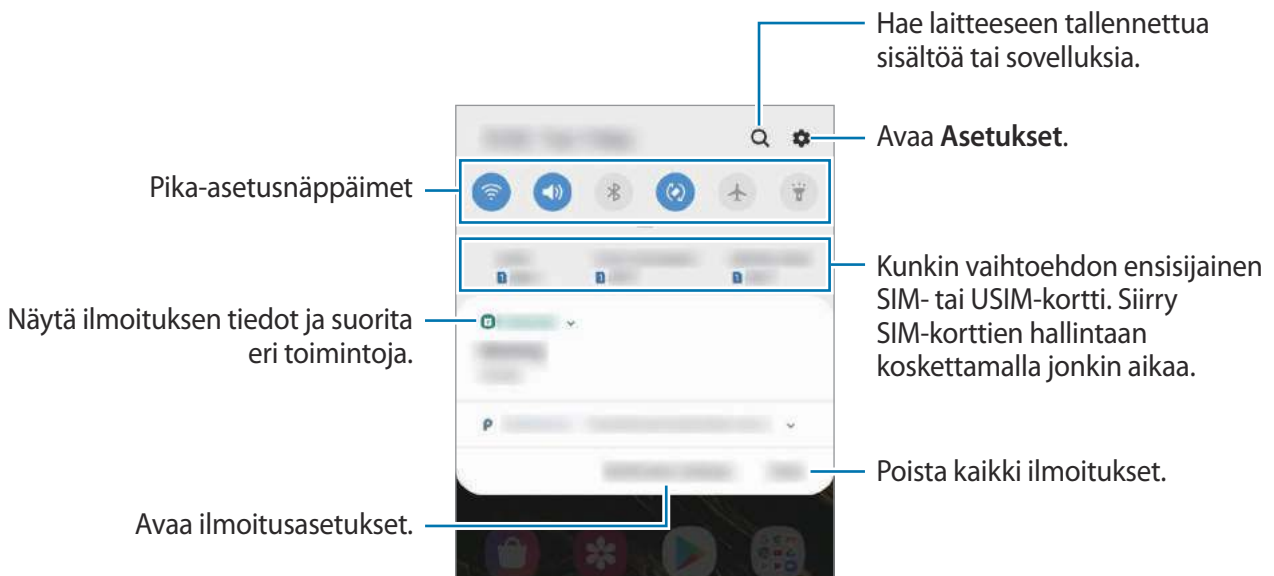 Hae laitteeseen tallennettua
sisältöä tai sovelluksia.
Avaa Asetukset.
Pika-asetusnäppäimet
Kunkin vaihtoehdon ensisijainen
SIM- tai USIM-kortti. Siirry
SIM-korttien hallintaan
koskettamalla jonkin aikaa.
Näytä ilmoituksen tiedot ja suorita
eri toimintoja.
Poista kaikki ilmoitukset.
Avaa ilmoitusasetukset.